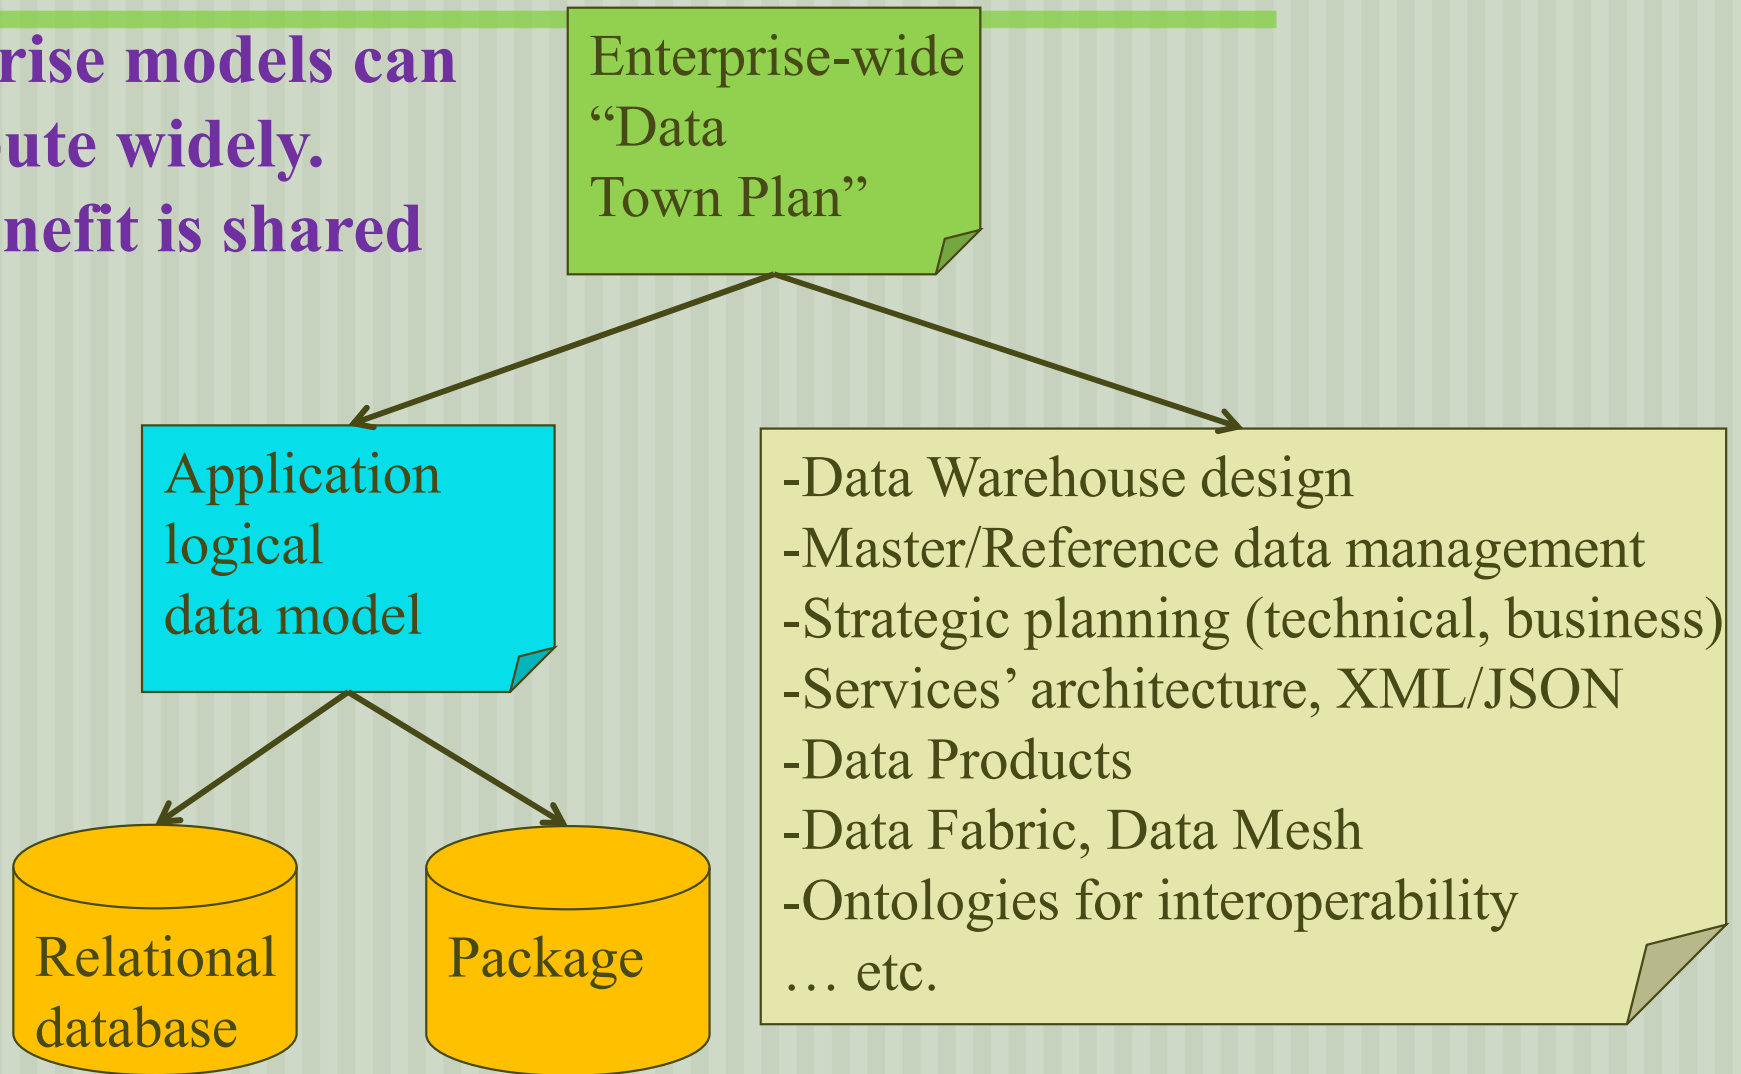 rise models can
ute widely.
nefit is shared
Enterprise-wide
“Data
Town Plan”
Application
logical
data model
-Data Warehouse design
-Master/Reference data management
-Strategic planning (technical, business)
-Services’ architecture, XML/JSON
-Data Products
-Data Fabric, Data Mesh
-Ontologies for interoperability
… etc.
Relational
database
Package